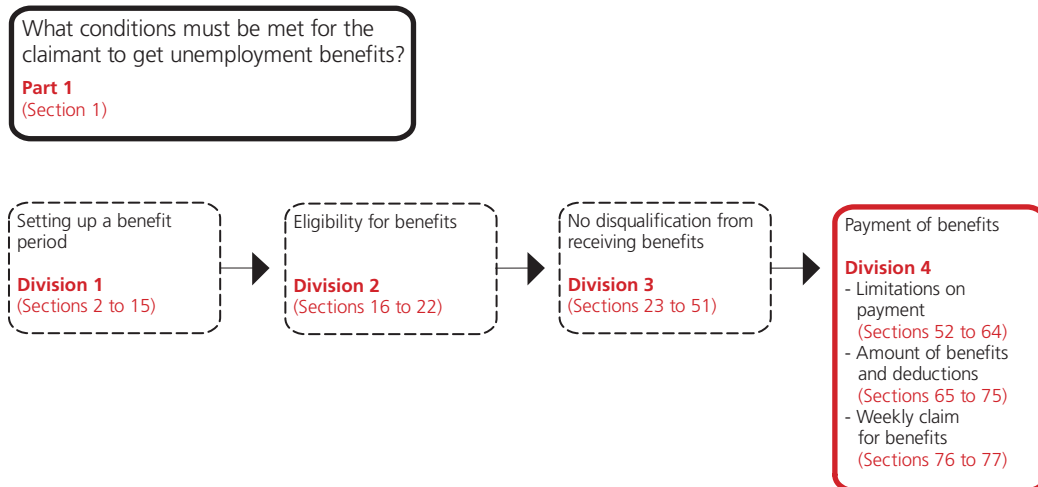 What conditions must be met for the
claimant to get unemployment benefits?
Part 1
(Section 1)
Setting up a benefit
period
Division 1
(Sections 2 to 15)
Eligibility for benefits
Division 2
(Sections 16 to 22)
No disqualification from
receiving benefits
Division 3
(Sections 23 to 51)
Payment of benefits
Division 4
- Limitations on
payment
(Sections 52 to 64)
- Amount of benefits
and deductions
(Sections 65 to 75)
- Weekly claim
for benefits
(Sections 76 to 77)